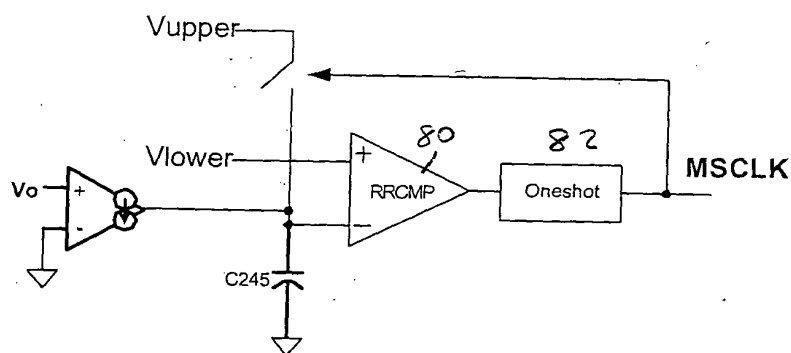 Vupper
80
82
Vlower
+
MSCLK
Vo
+
RRCMP
Oneshot
-
−
C245